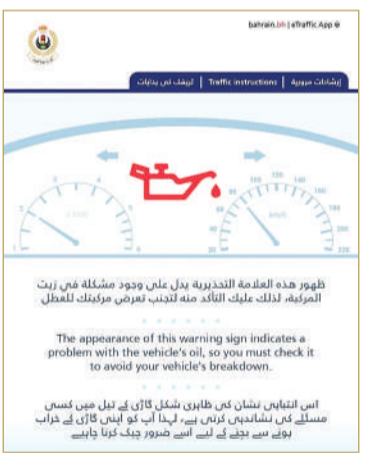 bahrain.bh | eTraffic App
إرشادات مرورية | Traffic instructions | ٹریفک کی ہدایات
ظهور هذه العلامة التحذيرية يدل على وجود مشكلة في زيت
المركبة، لذلك عليك التأكد منه لتجنب تعرض مركبتك للعطل
The appearance of this warning sign indicates a
problem with the vehicle's oil, so you must check it
to avoid your vehicle's breakdown.
اس انتباہی نشان کی ظاہری شکل گاڑی کے تیل میں کسی
مسئلے کی نشاندہی کرتی ہے، لہذا آپ کو اپنی گاڑی کے خراب
ہونے سے بچنے کے لیے اسے ضرور چیک کرنا چاہیے